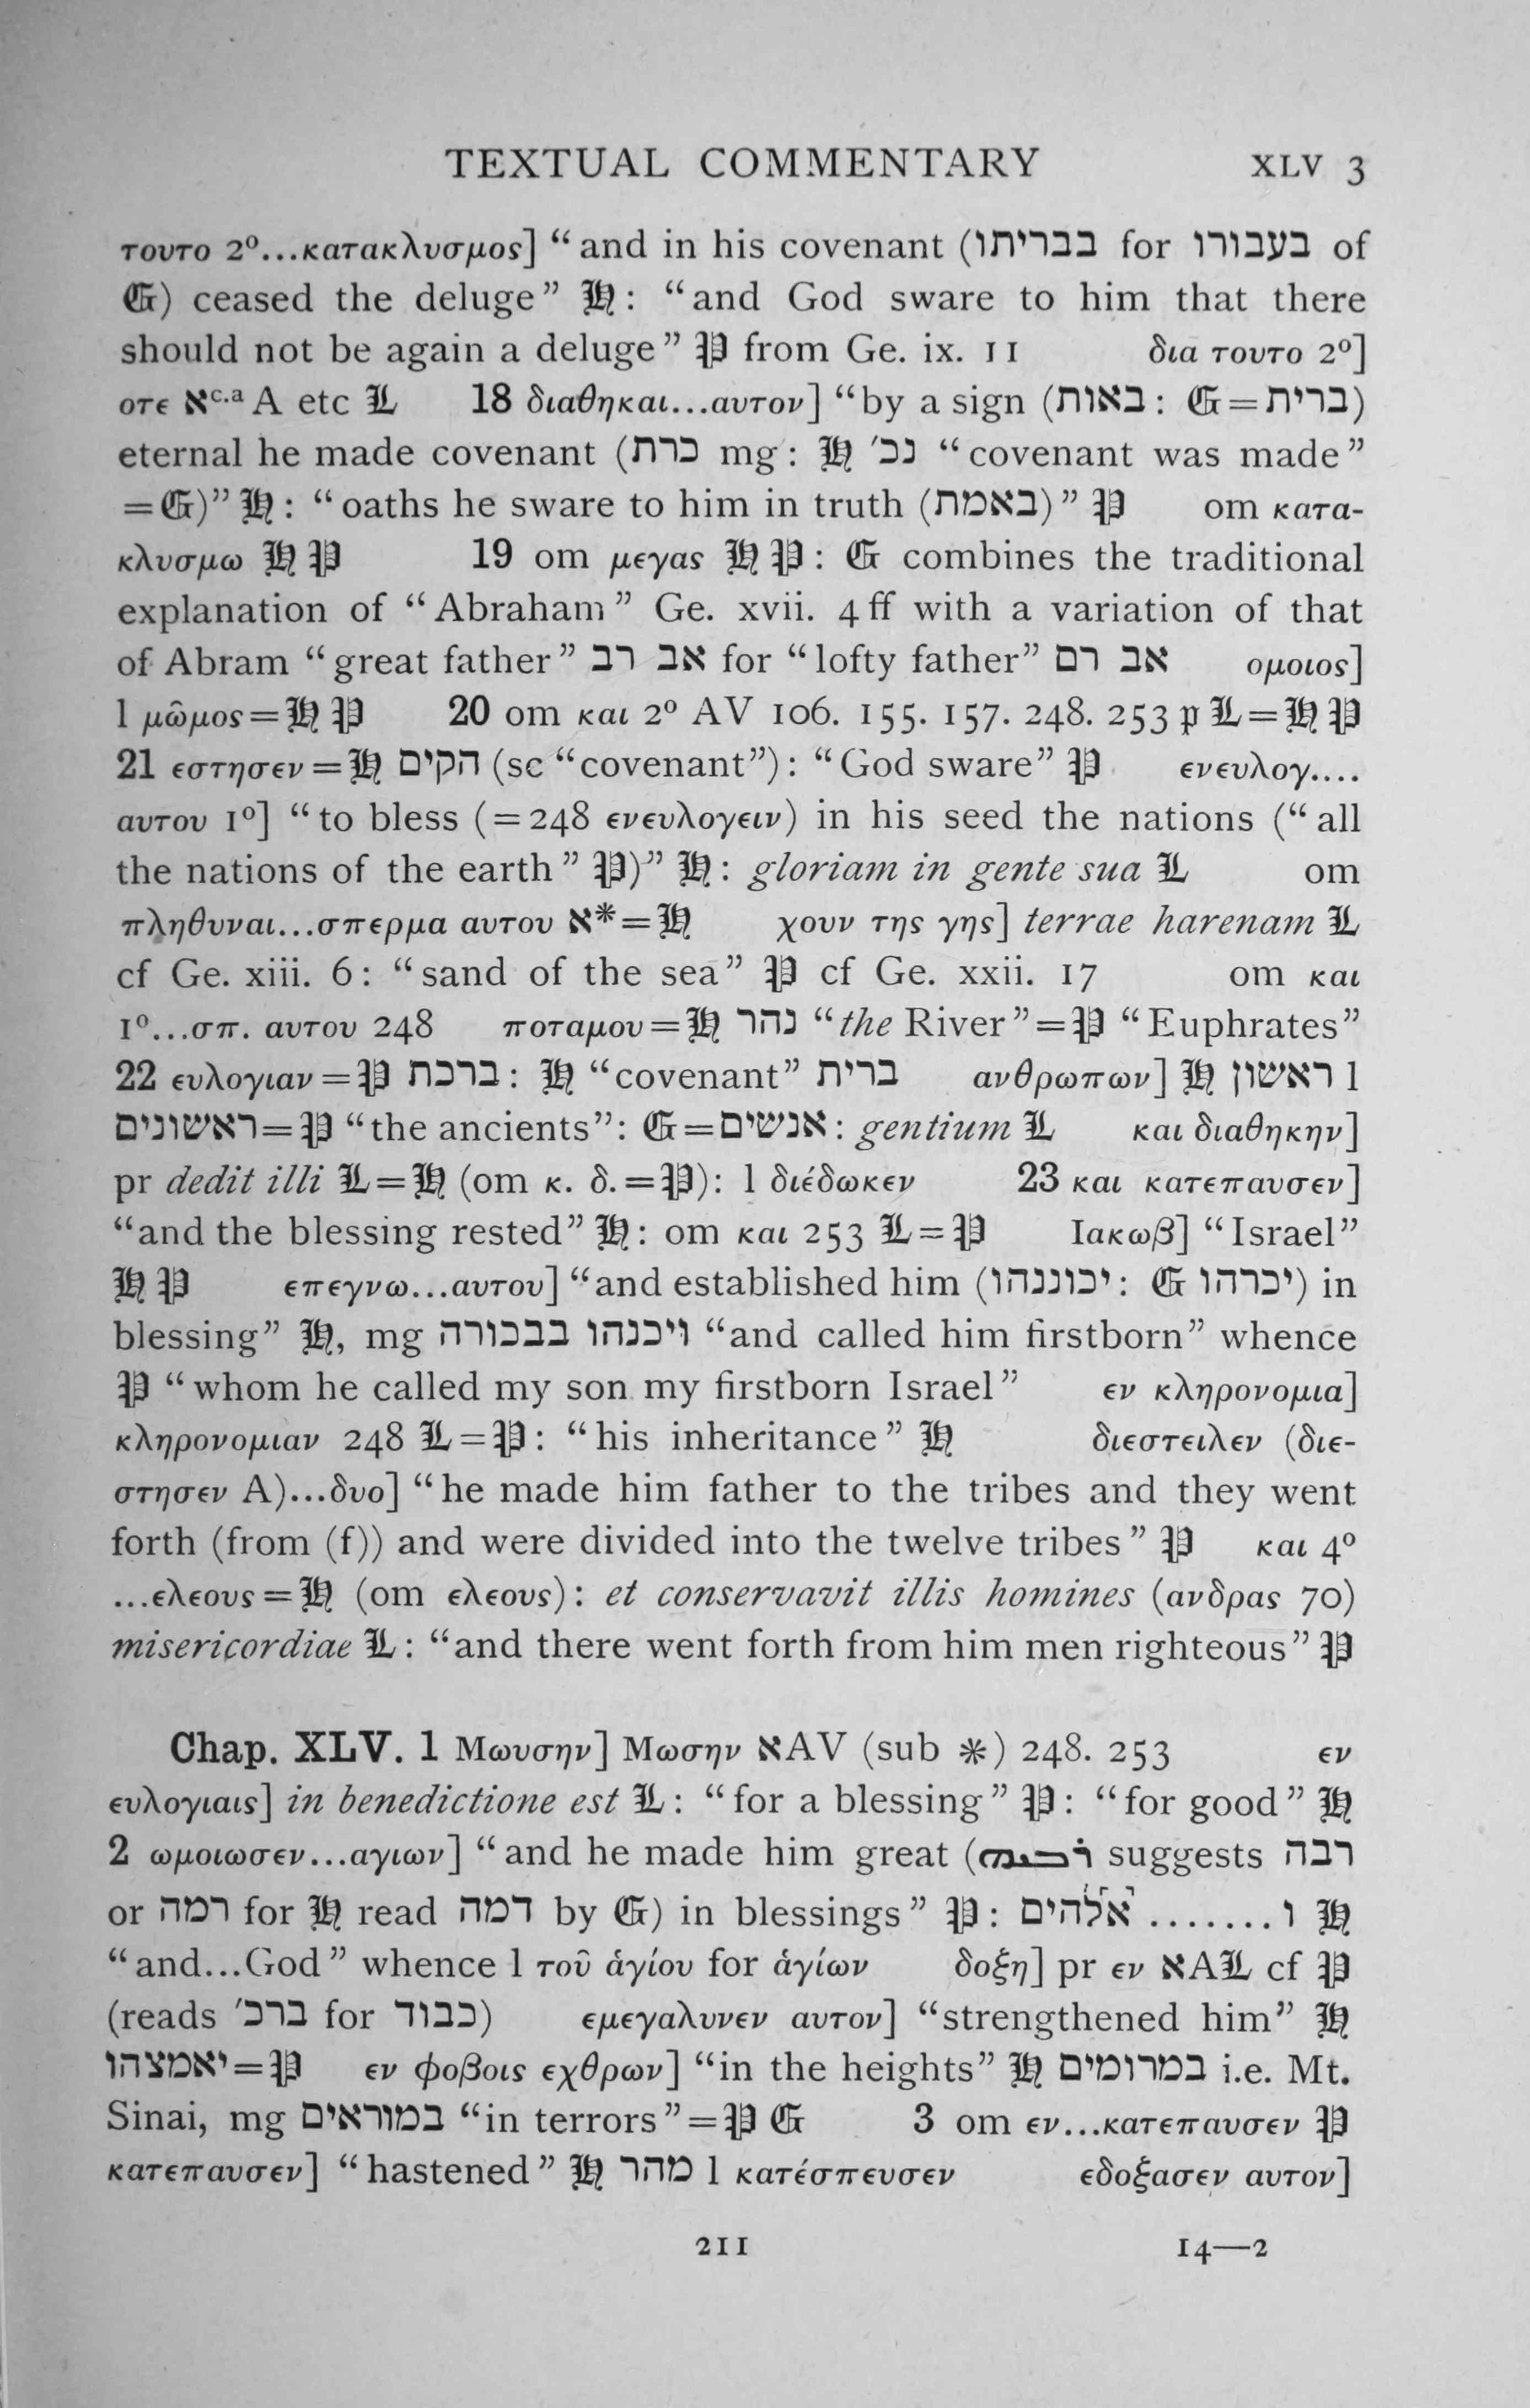 TEXTUAL COMMENTARY XLV 3
τουτο 2⁰...κατακλυσμος] “and in his covenant (בבריתו for בעבורו of
𝕲) ceased the deluge” 𝕳: “and God sware to him that there
should not be again a deluge” 𝕻 from Ge. ix. 11 δια τουτο 2⁰]
οτε ℵᶜ·ᵃ A etc 𝕷 18 διαθηκαι...αυτον] “by a sign (באות: 𝕲=ברית)
eternal he made covenant (כרת mg: 𝕳 נכ׳ “covenant was made”
=𝕲)” 𝕳: “oaths he sware to him in truth (באמת)” 𝕻 om κατα-
κλυσμω 𝕳 𝕻 19 om μεγας 𝕳 𝕻: 𝕲 combines the traditional
explanation of “Abraham” Ge. xvii. 4 ff with a variation of that
of Abram “great father” אב רב for “lofty father” אב רם ομοιος]
l μῶμος=𝕳 𝕻 20 om και 2⁰ AV 106. 155. 157. 248. 253 𝔭 𝕷=𝕳 𝕻
21 εστησεν=𝕳 הקים (sc “covenant”): “God sware” 𝕻 ενευλογ....
αυτου 1⁰] “to bless (=248 ενευλογειν) in his seed the nations (“all
the nations of the earth” 𝕻)” 𝕳: gloriam in gente sua 𝕷 om
πληθυναι...σπερμα αυτου ℵ*=𝕳 χουν της γης] terrae harenam 𝕷
cf Ge. xiii. 6: “sand of the sea” 𝕻 cf Ge. xxii. 17 om και
1⁰...σπ. αυτου 248 ποταμου=𝕳 נהר “the River”=𝕻 “Euphrates”
22 ευλογιαν=𝕻 ברכת: 𝕳 “covenant” ברית ανθρωπων] 𝕳 ראשון l
ראשונים=𝕻 “the ancients”: 𝕲=אנשים: gentium 𝕷 και διαθηκην]
pr dedit illi 𝕷=𝕳 (om κ. δ.=𝕻): l διέδωκεν 23 και κατεπαυσεν]
“and the blessing rested” 𝕳: om και 253 𝕷=𝕻 Ιακωβ] “Israel”
𝕳 𝕻 επεγνω...αυτου] “and established him (יכוננהו: 𝕲 יכרהו) in
blessing” 𝕳, mg ויכנהו בבכורה “and called him firstborn” whence
𝕻 “whom he called my son my firstborn Israel” εν κληρονομια]
κληρονομιαν 248 𝕷=𝕻: “his inheritance” 𝕳 διεστειλεν (διε-
στησεν A)...δυο] “he made him father to the tribes and they went
forth (from (f)) and were divided into the twelve tribes” 𝕻 και 4⁰
...ελεους=𝕳 (om ελεους): et conservavit illis homines (ανδρας 70)
misericordiae 𝕷: “and there went forth from him men righteous” 𝕻
Chap. XLV. 1 Μωυσην] Μωσην ℵAV (sub ※) 248. 253 εν
ευλογιαις] in benedictione est 𝕷: “for a blessing” 𝕻: “for good” 𝕳
2 ωμοιωσεν...αγιων] “and he made him great ( suggests רבה
or רמה for 𝕳 read דמה by 𝕲) in blessings” 𝕻: ו........אלהים 𝕳
“and...God” whence l τοῦ ἁγίου for ἁγίων δοξη] pr εν ℵA𝕷 cf 𝕻
(reads ברכ׳ for כבוד) εμεγαλυνεν αυτον] “strengthened him” 𝕳
יאמצהו=𝕻 εν φοβοις εχθρων] “in the heights” 𝕳 במרומים i.e. Mt.
Sinai, mg במוראים “in terrors”=𝕻 𝕲 3 om εν...κατεπαυσεν 𝕻
κατεπαυσεν] “hastened” 𝕳 מהר l κατέσπευσεν εδοξασεν αυτον]
211 14—2